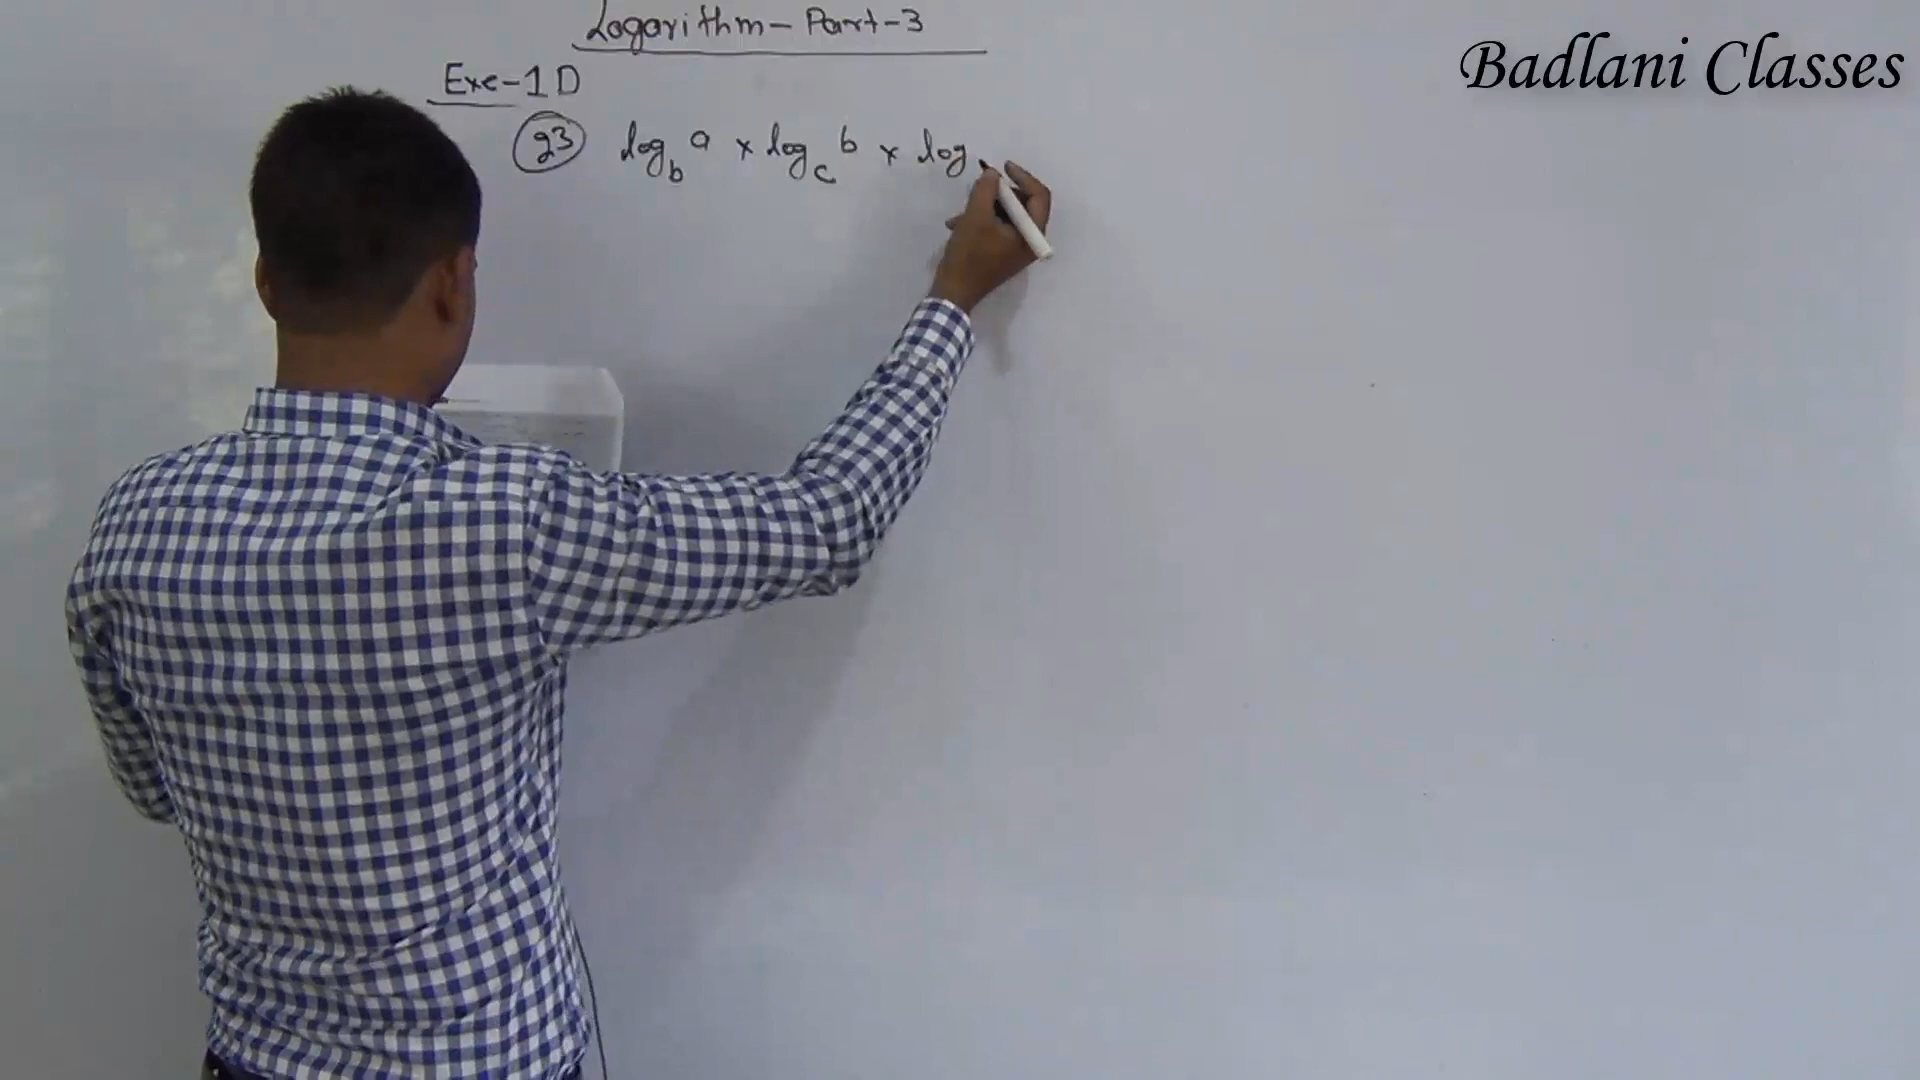 Logarithm - Part-3
Badlani Classes
Exe-1D
23 log_b a × log_c b × log